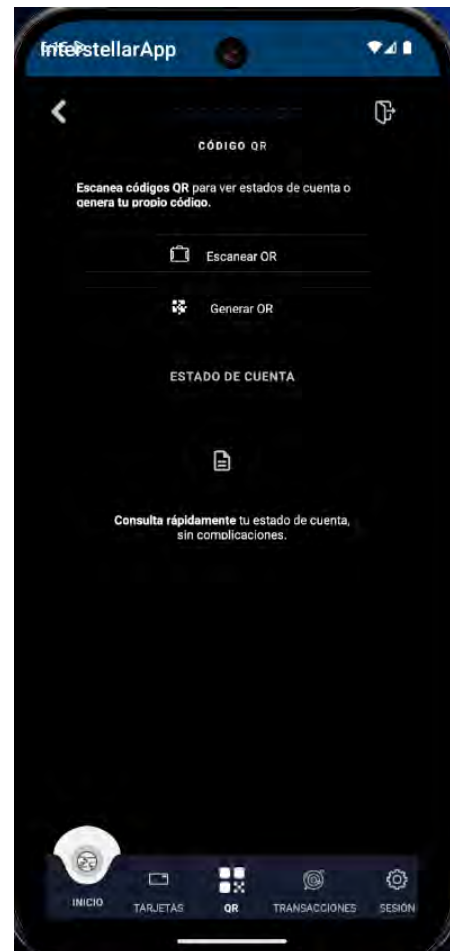 InterstellarApp
CÓDIGO QR
Escanea códigos QR para ver estados de cuenta o
genera tu propio código.
Escanear QR
Generar QR
ESTADO DE CUENTA
Consulta rápidamente tu estado de cuenta,
sin complicaciones.
INICIO
TARJETAS
QR
TRANSACCIONES
SESIÓN